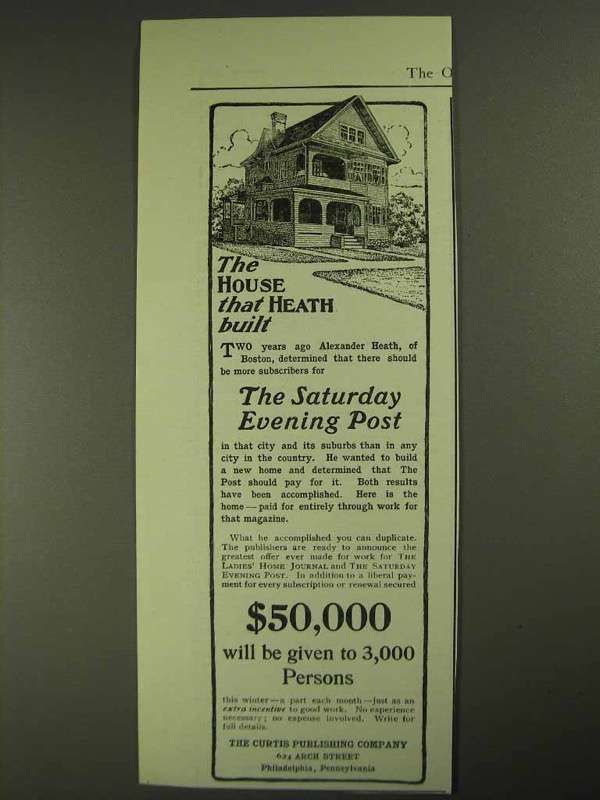 The O
The
HOUSE
that HEATH
built
TWO years ago Alexander Heath, of
Boston, determined that there should
be more subscribers for
The Saturday
Evening Post
in that city and its suburbs than in any
city in the country. He wanted to build
a new home and determined that The
Post should pay for it. Both results
have been accomplished. Here is the
home—paid for entirely through work for
that magazine.
What he accomplished you can duplicate.
The publishers are ready to announce the
greatest offer ever made for work for THE
LADIES' HOME JOURNAL and THE SATURDAY
EVENING POST. In addition to a liberal pay-
ment for every subscription or renewal secured
$50,000
will be given to 3,000
Persons
this winter—a part each month—just as an
extra incentive to good work. No experience
necessary; no expense involved. Write for
full details.
THE CURTIS PUBLISHING COMPANY
624 ARCH STREET
Philadelphia, Pennsylvania